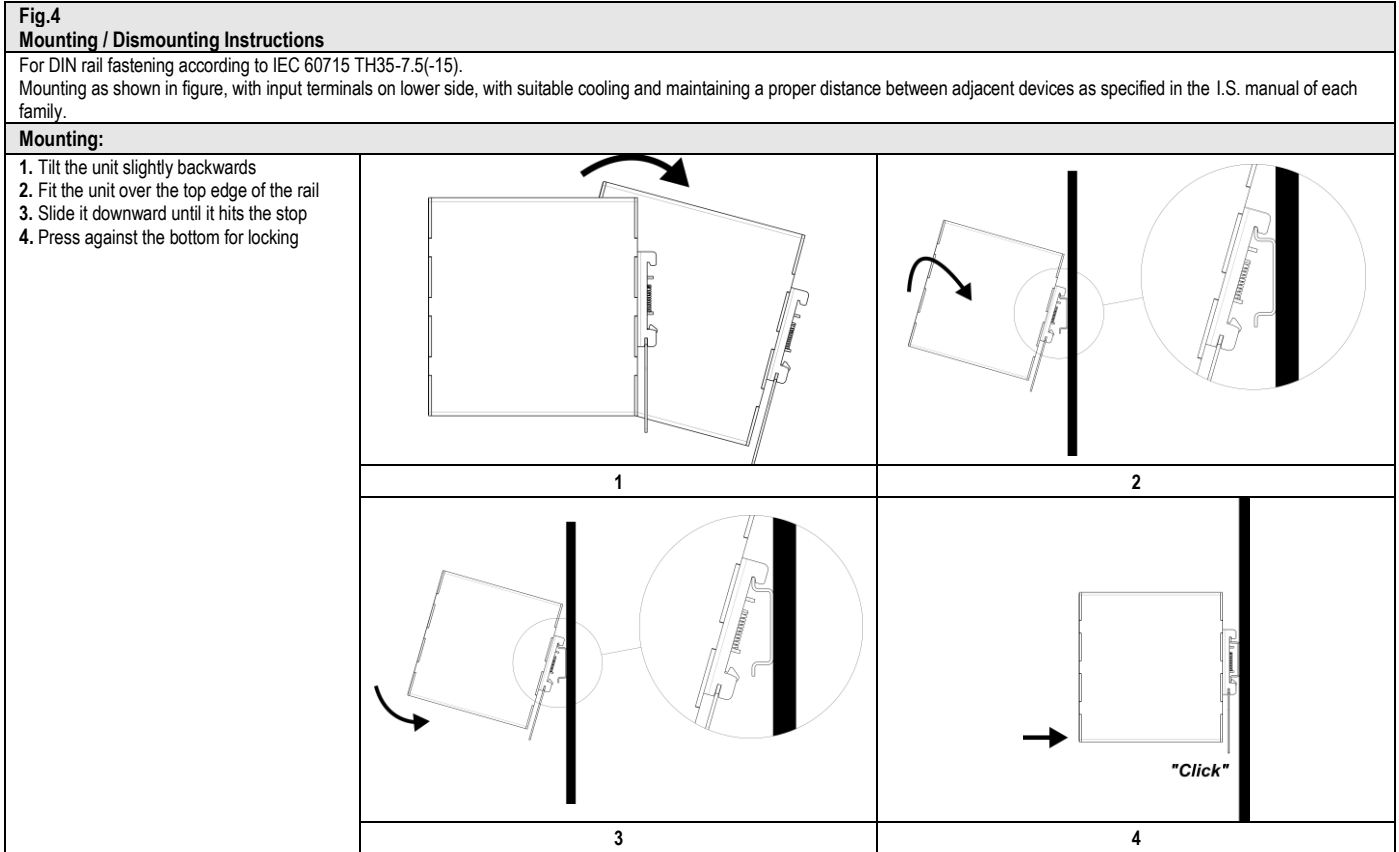 Fig.4
Mounting / Dismounting Instructions
For DIN rail fastening according to IEC 60715 TH35-7.5(-15).
Mounting as shown in figure, with input terminals on lower side, with suitable cooling and maintaining a proper distance between adjacent devices as specified in the I.S. manual of each
family.
Mounting:
1. Tilt the unit slightly backwards
2. Fit the unit over the top edge of the rail
3. Slide it downward until it hits the stop
4. Press against the bottom for locking
1
2
"Click"
3
4